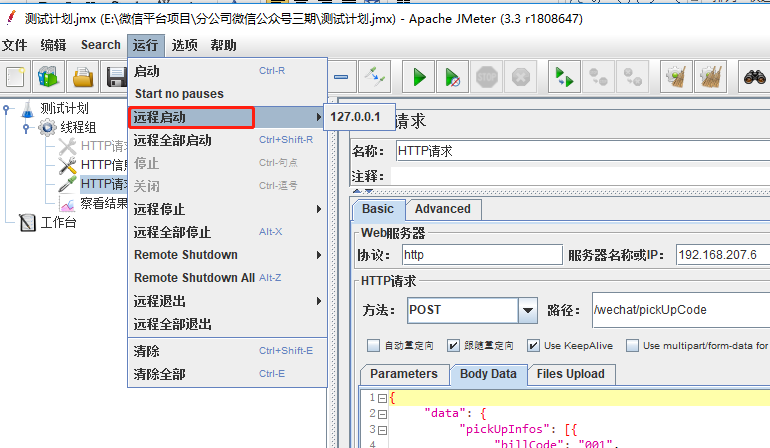 测试计划.jmx (E:\微信平台项目\分公司微信公众号三期\测试计划.jmx) - Apache JMeter (3.3 r1808647)
文件 编辑 Search 运行 选项 帮助
启动 Ctrl-R
Start no pauses
远程启动
127.0.0.1
远程全部启动 Ctrl+Shift-R
停止 Ctrl-句点
关闭 Ctrl-逗号
远程停止
远程全部停止 Alt-X
Remote Shutdown
Remote Shutdown All Alt-Z
远程退出
远程全部退出
清除 Ctrl+Shift-E
清除全部 Ctrl-E
测试计划
线程组
HTTP请求
HTTP信息
HTTP请求
察看结果
工作台
请求
名称: HTTP请求
注释:
Basic Advanced
Web服务器
协议: http 服务器名称或IP: 192.168.207.6
HTTP请求
方法: POST 路径: /wechat/pickUpCode
自动重定向 跟随重定向 Use KeepAlive Use multipart/form-data for
Parameters Body Data Files Upload
1 {
2 "data": {
3 "pickUpInfos": [{
4 "billCode": "001",